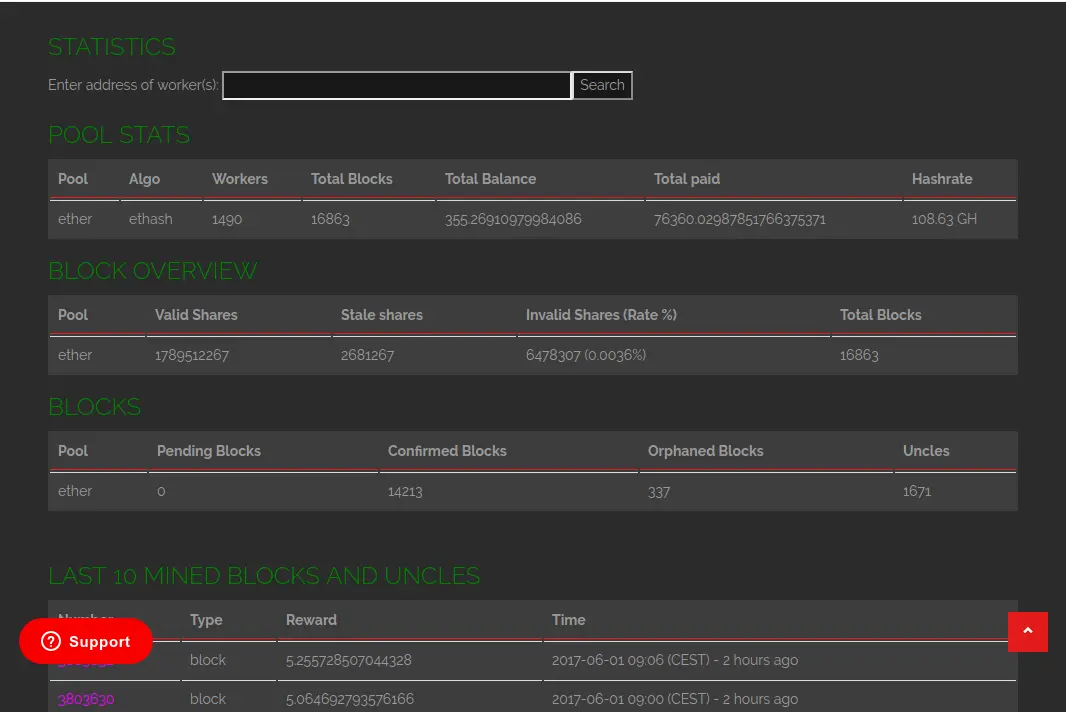 STATISTICS
Enter address of worker(s): Search
POOL STATS
Pool Algo Workers Total Blocks Total Balance Total paid Hashrate
ether ethash 1490 16863 355.26910979984086 76360.02987851766375371 108.63 GH
BLOCK OVERVIEW
Pool Valid Shares Stale shares Invalid Shares (Rate %) Total Blocks
ether 1789512267 2681267 6478307 (0.0036%) 16863
BLOCKS
Pool Pending Blocks Confirmed Blocks Orphaned Blocks Uncles
ether 0 14213 337 1671
LAST 10 MINED BLOCKS AND UNCLES
Number Type Reward Time
Support
block 5.255728507044328 2017-06-01 09:06 (CEST) - 2 hours ago
3803630 block 5.064692793576166 2017-06-01 09:00 (CEST) - 2 hours ago